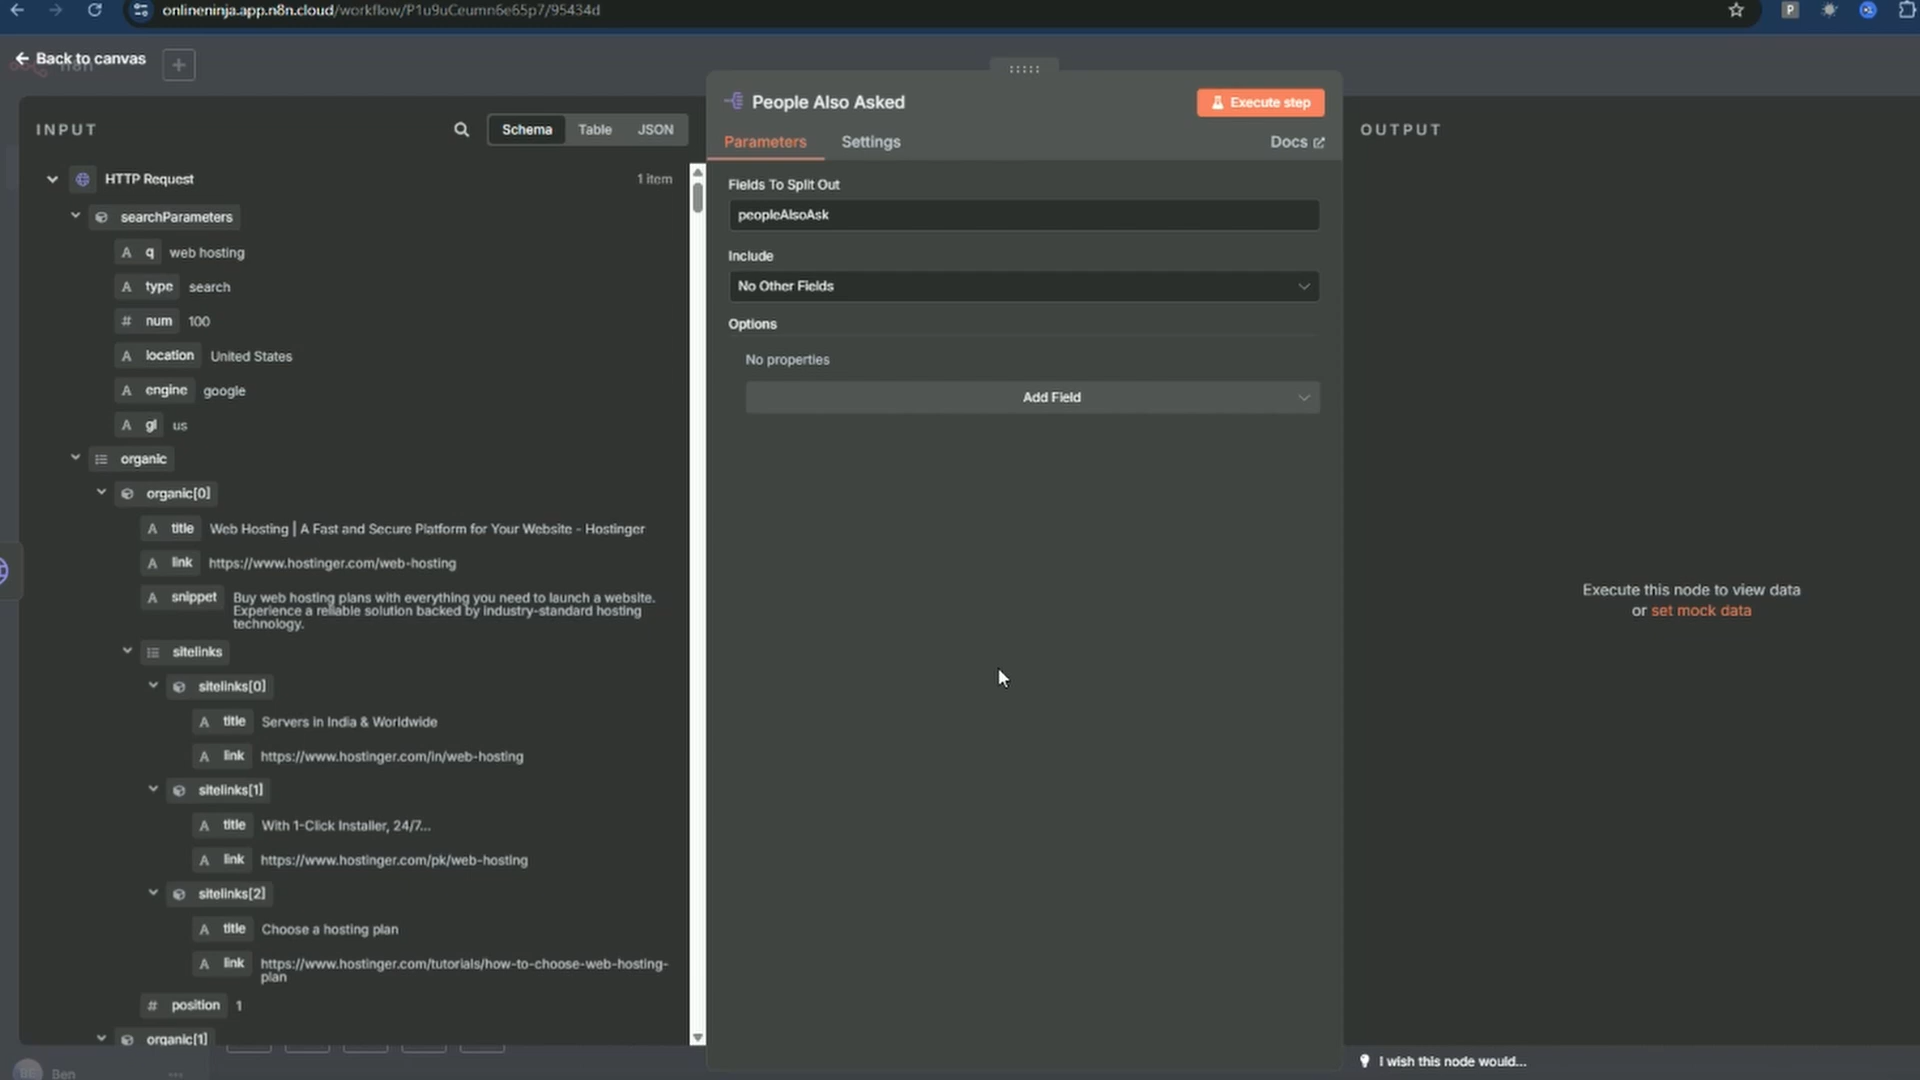 onlineninja.app.n8n.cloud/workflow/P1u9uCeumn6e65p7/95434d
Back to canvas
INPUT
Schema
Table
JSON
HTTP Request
1 item
searchParameters
q web hosting
type search
# num 100
location United States
engine google
gl us
organic
organic[0]
title Web Hosting | A Fast and Secure Platform for Your Website - Hostinger
link https://www.hostinger.com/web-hosting
snippet Buy web hosting plans with everything you need to launch a website.
Experience a reliable solution backed by industry-standard hosting
technology.
sitelinks
sitelinks[0]
title Servers in India & Worldwide
link https://www.hostinger.com/in/web-hosting
sitelinks[1]
title With 1-Click Installer, 24/7...
link https://www.hostinger.com/pk/web-hosting
sitelinks[2]
title Choose a hosting plan
link https://www.hostinger.com/tutorials/how-to-choose-web-hosting-
plan
# position 1
organic[1]
Ben
People Also Asked
Execute step
Parameters
Settings
Docs
Fields To Split Out
peopleAlsoAsk
Include
No Other Fields
Options
No properties
Add Field
OUTPUT
Execute this node to view data
or set mock data
I wish this node would...